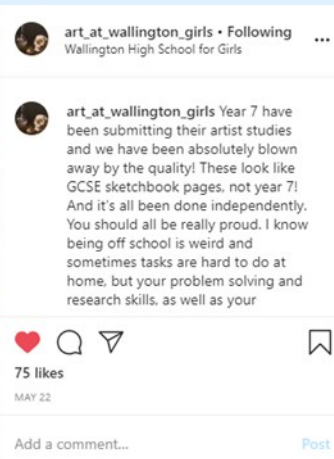 art_at_wallington_girls • Following
Wallington High School for Girls
art_at_wallington_girls Year 7 have
been submitting their artist studies
and we have been absolutely blown
away by the quality! These look like
GCSE sketchbook pages, not year 7!
And it's all been done independently.
You should all be really proud. I know
being off school is weird and
sometimes tasks are hard to do at
home, but your problem solving and
research skills, as well as your
75 likes
MAY 22
Add a comment...
Post